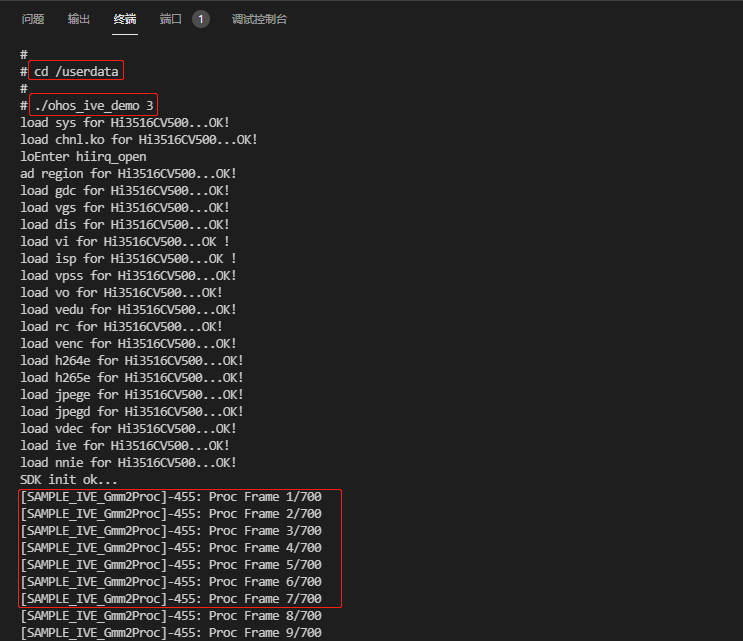 问题 输出 终端 端口 1 调试控制台
#
# cd /userdata
#
# ./ohos_ive_demo 3
load sys for Hi3516CV500...OK!
load chnl.ko for Hi3516CV500...OK!
loEnter hiirq_open
ad region for Hi3516CV500...OK!
load gdc for Hi3516CV500...OK!
load vgs for Hi3516CV500...OK!
load dis for Hi3516CV500...OK!
load vi for Hi3516CV500...OK !
load isp for Hi3516CV500...OK !
load vpss for Hi3516CV500...OK!
load vo for Hi3516CV500...OK!
load vedu for Hi3516CV500...OK!
load rc for Hi3516CV500...OK!
load venc for Hi3516CV500...OK!
load h264e for Hi3516CV500...OK!
load h265e for Hi3516CV500...OK!
load jpege for Hi3516CV500...OK!
load jpegd for Hi3516CV500...OK!
load vdec for Hi3516CV500...OK!
load ive for Hi3516CV500...OK!
load nnie for Hi3516CV500...OK!
SDK init ok...
[SAMPLE_IVE_Gmm2Proc]-455: Proc Frame 1/700
[SAMPLE_IVE_Gmm2Proc]-455: Proc Frame 2/700
[SAMPLE_IVE_Gmm2Proc]-455: Proc Frame 3/700
[SAMPLE_IVE_Gmm2Proc]-455: Proc Frame 4/700
[SAMPLE_IVE_Gmm2Proc]-455: Proc Frame 5/700
[SAMPLE_IVE_Gmm2Proc]-455: Proc Frame 6/700
[SAMPLE_IVE_Gmm2Proc]-455: Proc Frame 7/700
[SAMPLE_IVE_Gmm2Proc]-455: Proc Frame 8/700
[SAMPLE_IVE_Gmm2Proc]-455: Proc Frame 9/700